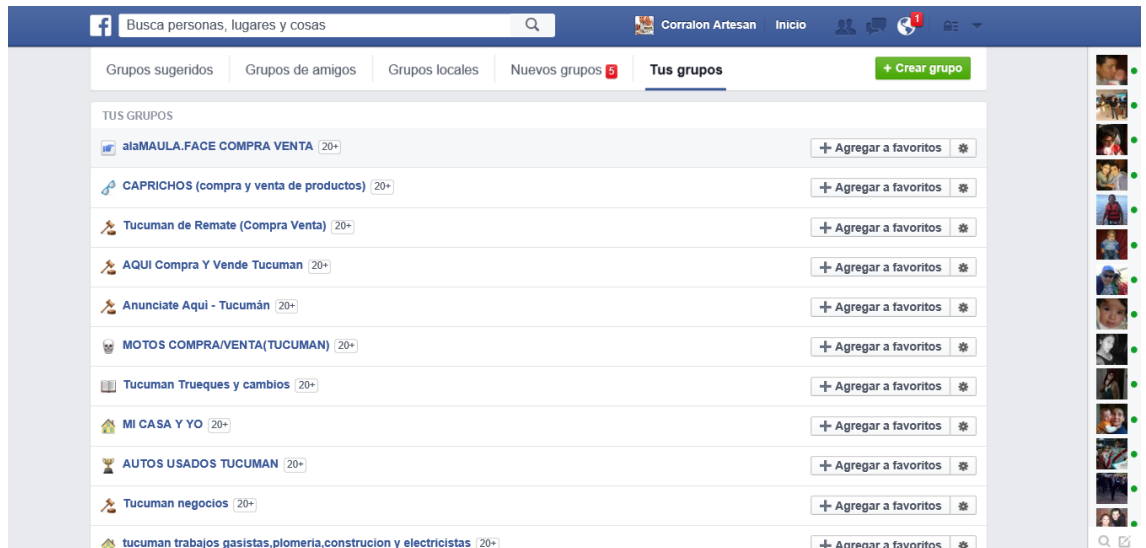 Busca personas, lugares y cosas
Corralon Artesan Inicio 1
Grupos sugeridos Grupos de amigos Grupos locales Nuevos grupos 5 Tus grupos + Crear grupo
TUS GRUPOS
alaMAULA.FACE COMPRA VENTA 20+ Agregar a favoritos
CAPRICHOS (compra y venta de productos) 20+ Agregar a favoritos
Tucuman de Remate (Compra Venta) 20+ Agregar a favoritos
AQUI Compra Y Vende Tucuman 20+ Agregar a favoritos
Anunciate Aqui - Tucumán 20+ Agregar a favoritos
MOTOS COMPRA/VENTA(TUCUMAN) 20+ Agregar a favoritos
Tucuman Trueques y cambios 20+ Agregar a favoritos
MI CASA Y YO 20+ Agregar a favoritos
AUTOS USADOS TUCUMAN 20+ Agregar a favoritos
Tucuman negocios 20+ Agregar a favoritos
tucuman trabajos gasistas,plomeria,construcion y electricistas 20+ Agregar a favoritos